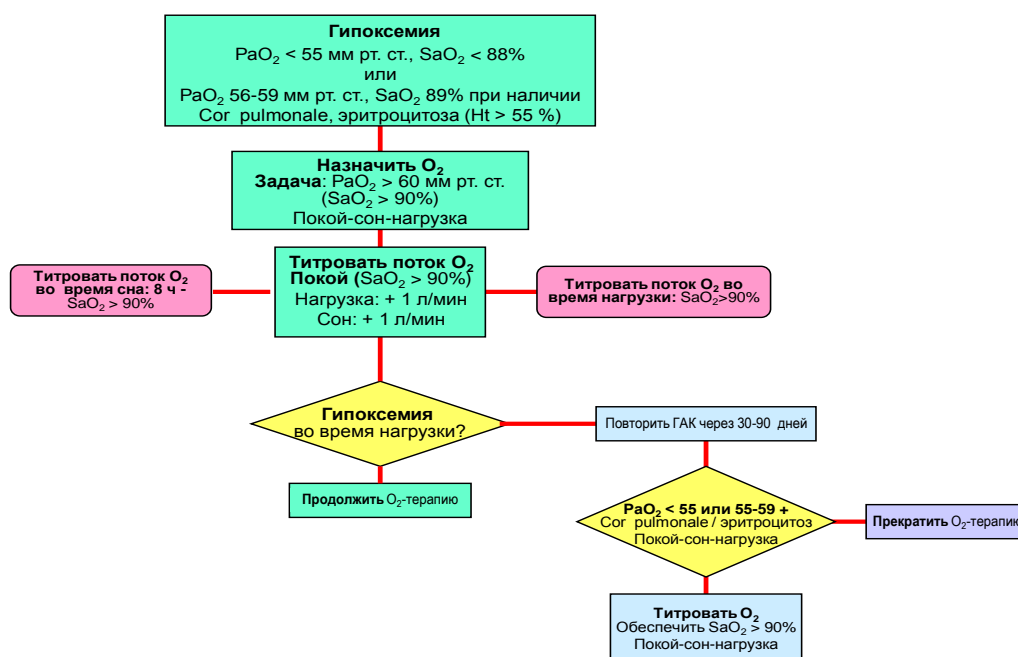 Гипоксемия
PaO₂ < 55 мм рт. ст., SaO₂ < 88%
или
PaO₂ 56-59 мм рт. ст., SaO₂ 89% при наличии
Cor pulmonale, эритроцитоза (Ht > 55 %)
Назначить O₂
Задача: PaO₂ > 60 мм рт. ст.
(SaO₂ > 90%)
Покой-сон-нагрузка
Титровать поток O₂
во время сна: 8 ч -
SaO₂ > 90%
Титровать поток O₂
Покой (SaO₂ > 90%)
Нагрузка: + 1 л/мин
Сон: + 1 л/мин
Титровать поток O₂ во
время нагрузки: SaO₂>90%
Гипоксемия
во время нагрузки?
Повторить ГАК через 30-90 дней
Продолжить O₂-терапию
PaO₂ < 55 или 55-59 +
Cor pulmonale / эритроцитоз
Покой-сон-нагрузка
Прекратить O₂-терапию
Титровать O₂
Обеспечить SaO₂ > 90%
Покой-сон-нагрузка